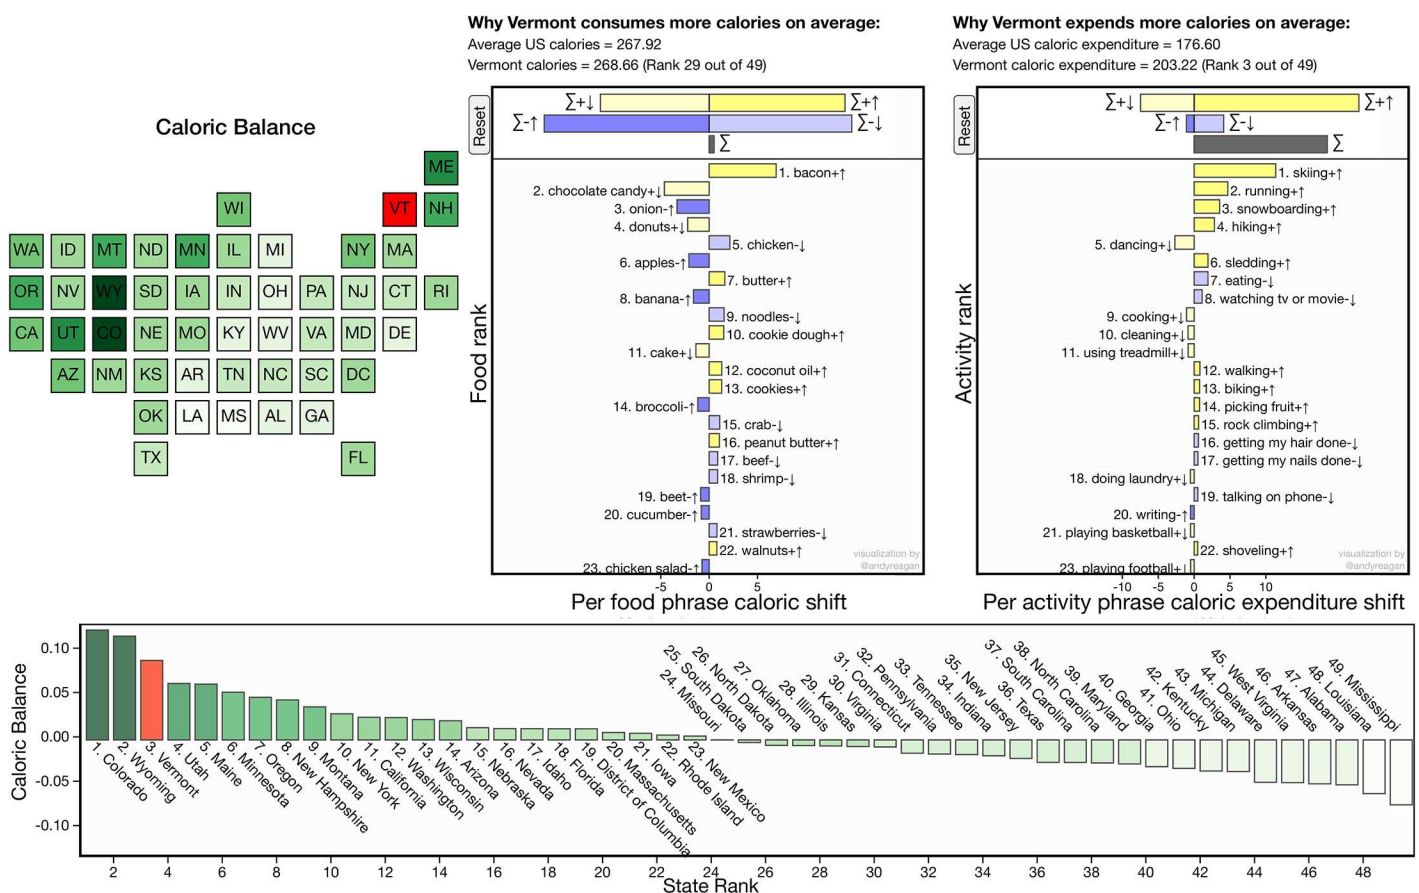 Why Vermont consumes more calories on average:
Average US calories = 267.92
Vermont calories = 268.66 (Rank 29 out of 49)
Why Vermont expends more calories on average:
Average US caloric expenditure = 176.60
Vermont caloric expenditure = 203.22 (Rank 3 out of 49)
Caloric Balance
ME
WI VT NH
WA ID MT ND MN IL MI NY MA
OR NV WY SD IA IN OH PA NJ CT RI
CA UT CO NE MO KY WV VA MD DE
AZ NM KS AR TN NC SC DC
OK LA MS AL GA
TX FL
Reset
∑+↓ ∑+↑
∑-↑ ∑-↓
∑
Food rank
1. bacon+↑
2. chocolate candy+↓
3. onion-↑
4. donuts+↓
5. chicken-↓
6. apples-↑
7. butter+↑
8. banana-↑
9. noodles-↓
10. cookie dough+↑
11. cake+↓
12. coconut oil+↑
13. cookies+↑
14. broccoli-↑
15. crab-↓
16. peanut butter+↑
17. beef-↓
18. shrimp-↓
19. beet-↑
20. cucumber-↑
21. strawberries-↓
22. walnuts+↑
23. chicken salad-↑
visualization by
@andyreagan
-5 0 5
Per food phrase caloric shift
Reset
∑+↓ ∑+↑
∑-↑ ∑-↓
∑
Activity rank
1. skiing+↑
2. running+↑
3. snowboarding+↑
4. hiking+↑
5. dancing+↓
6. sledding+↑
7. eating-↓
8. watching tv or movie-↓
9. cooking+↓
10. cleaning+↓
11. using treadmill+↓
12. walking+↑
13. biking+↑
14. picking fruit+↑
15. rock climbing+↑
16. getting my hair done-↓
17. getting my nails done-↓
18. doing laundry+↓
19. talking on phone-↓
20. writing-↑
21. playing basketball+↓
22. shoveling+↑
23. playing football+↓
visualization by
@andyreagan
-10 -5 0 5 10
Per activity phrase caloric expenditure shift
Caloric Balance
0.10
0.05
0.00
-0.05
-0.10
1. Colorado
2. Wyoming
3. Vermont
4. Utah
5. Maine
6. Minnesota
7. Oregon
8. New Hampshire
9. Montana
10. New York
11. California
12. Washington
13. Wisconsin
14. Arizona
15. Nebraska
16. Nevada
17. Idaho
18. Florida
19. District of Columbia
20. Massachusetts
21. Iowa
22. Rhode Island
23. New Mexico
24. Missouri
25. South Dakota
26. North Dakota
27. Oklahoma
28. Illinois
29. Kansas
30. Virginia
31. Connecticut
32. Pennsylvania
33. Tennessee
34. Indiana
35. New Jersey
36. Texas
37. South Carolina
38. North Carolina
39. Maryland
40. Georgia
41. Ohio
42. Kentucky
43. Michigan
44. Delaware
45. West Virginia
46. Arkansas
47. Alabama
48. Louisiana
49. Mississippi
2 4 6 8 10 12 14 16 18 20 22 24 26 28 30 32 34 36 38 40 42 44 46 48
State Rank